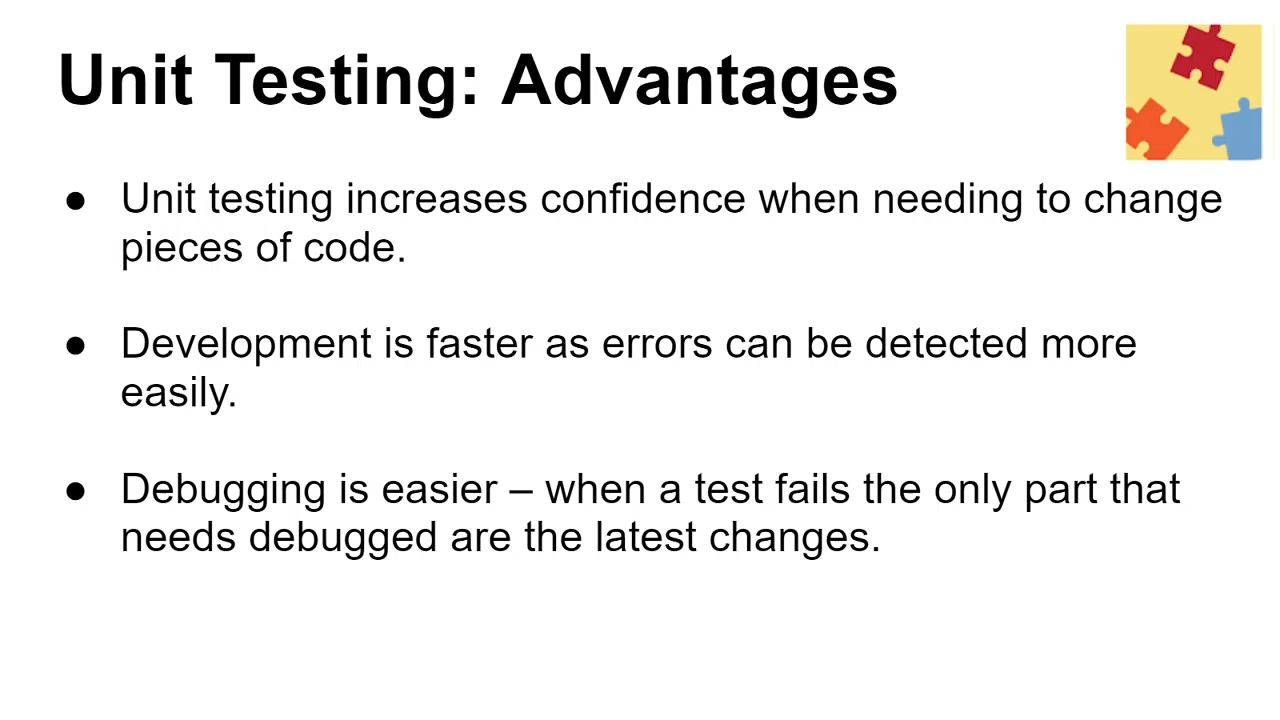 Unit Testing: Advantages
● Unit testing increases confidence when needing to change
pieces of code.
● Development is faster as errors can be detected more
easily.
● Debugging is easier – when a test fails the only part that
needs debugged are the latest changes.